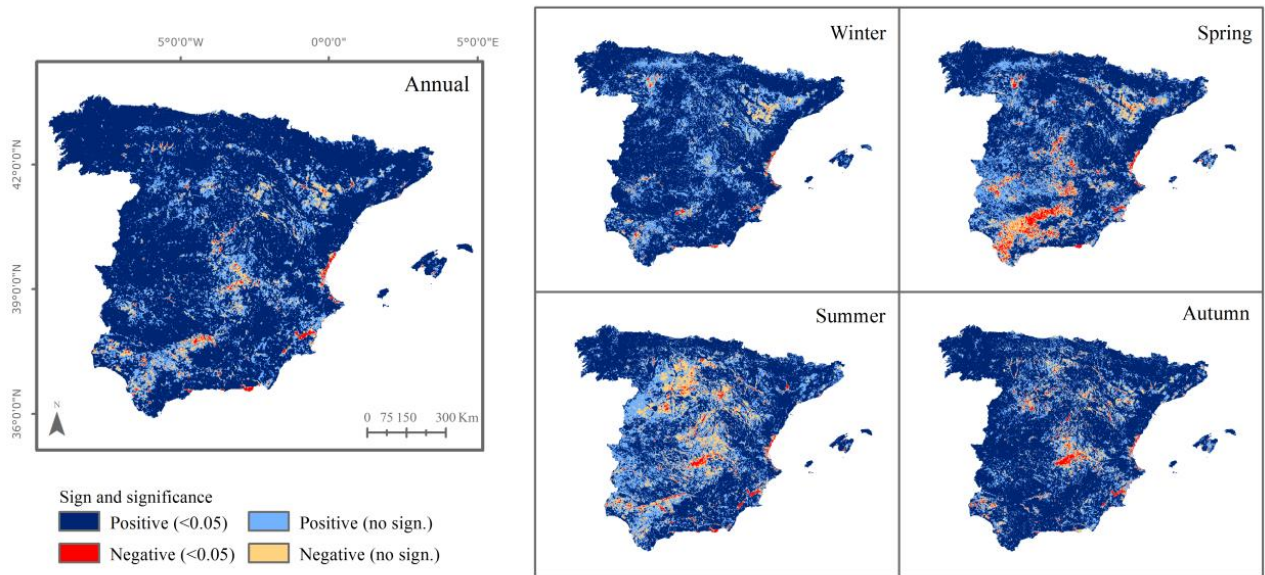 5°0'0"W 0°0'0" 5°0'0"E
Annual
42°0'0"N
39°0'0"N
36°0'0"N
N
0 75 150 300 Km
Sign and significance
Positive (<0.05) Positive (no sign.)
Negative (<0.05) Negative (no sign.)
Winter
Spring
Summer
Autumn